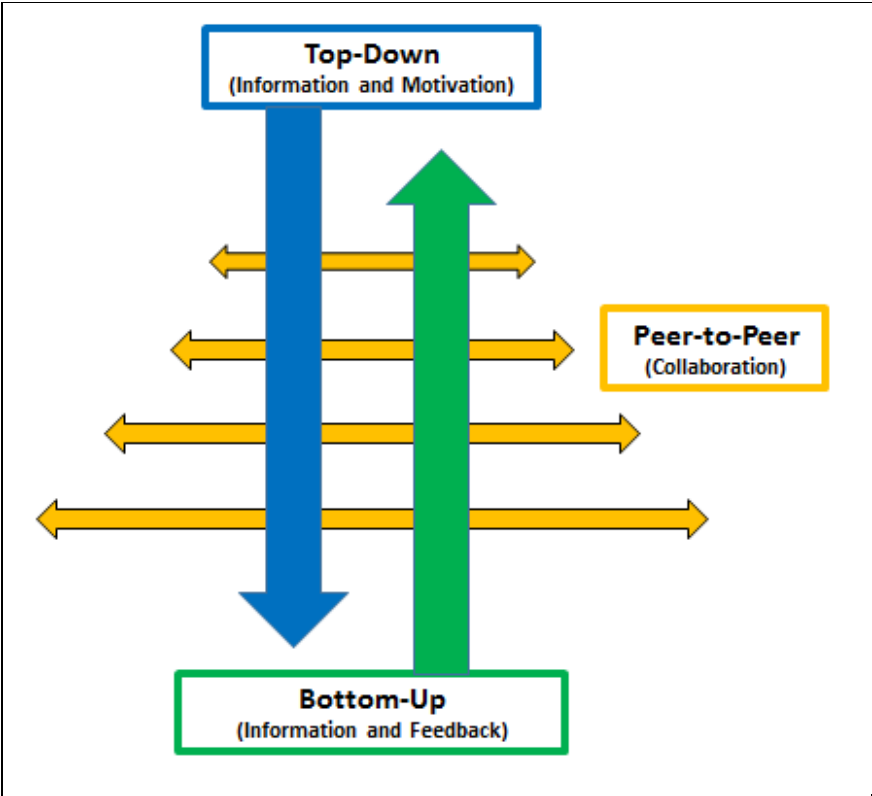 Top-Down
(Information and Motivation)
Peer-to-Peer
(Collaboration)
Bottom-Up
(Information and Feedback)